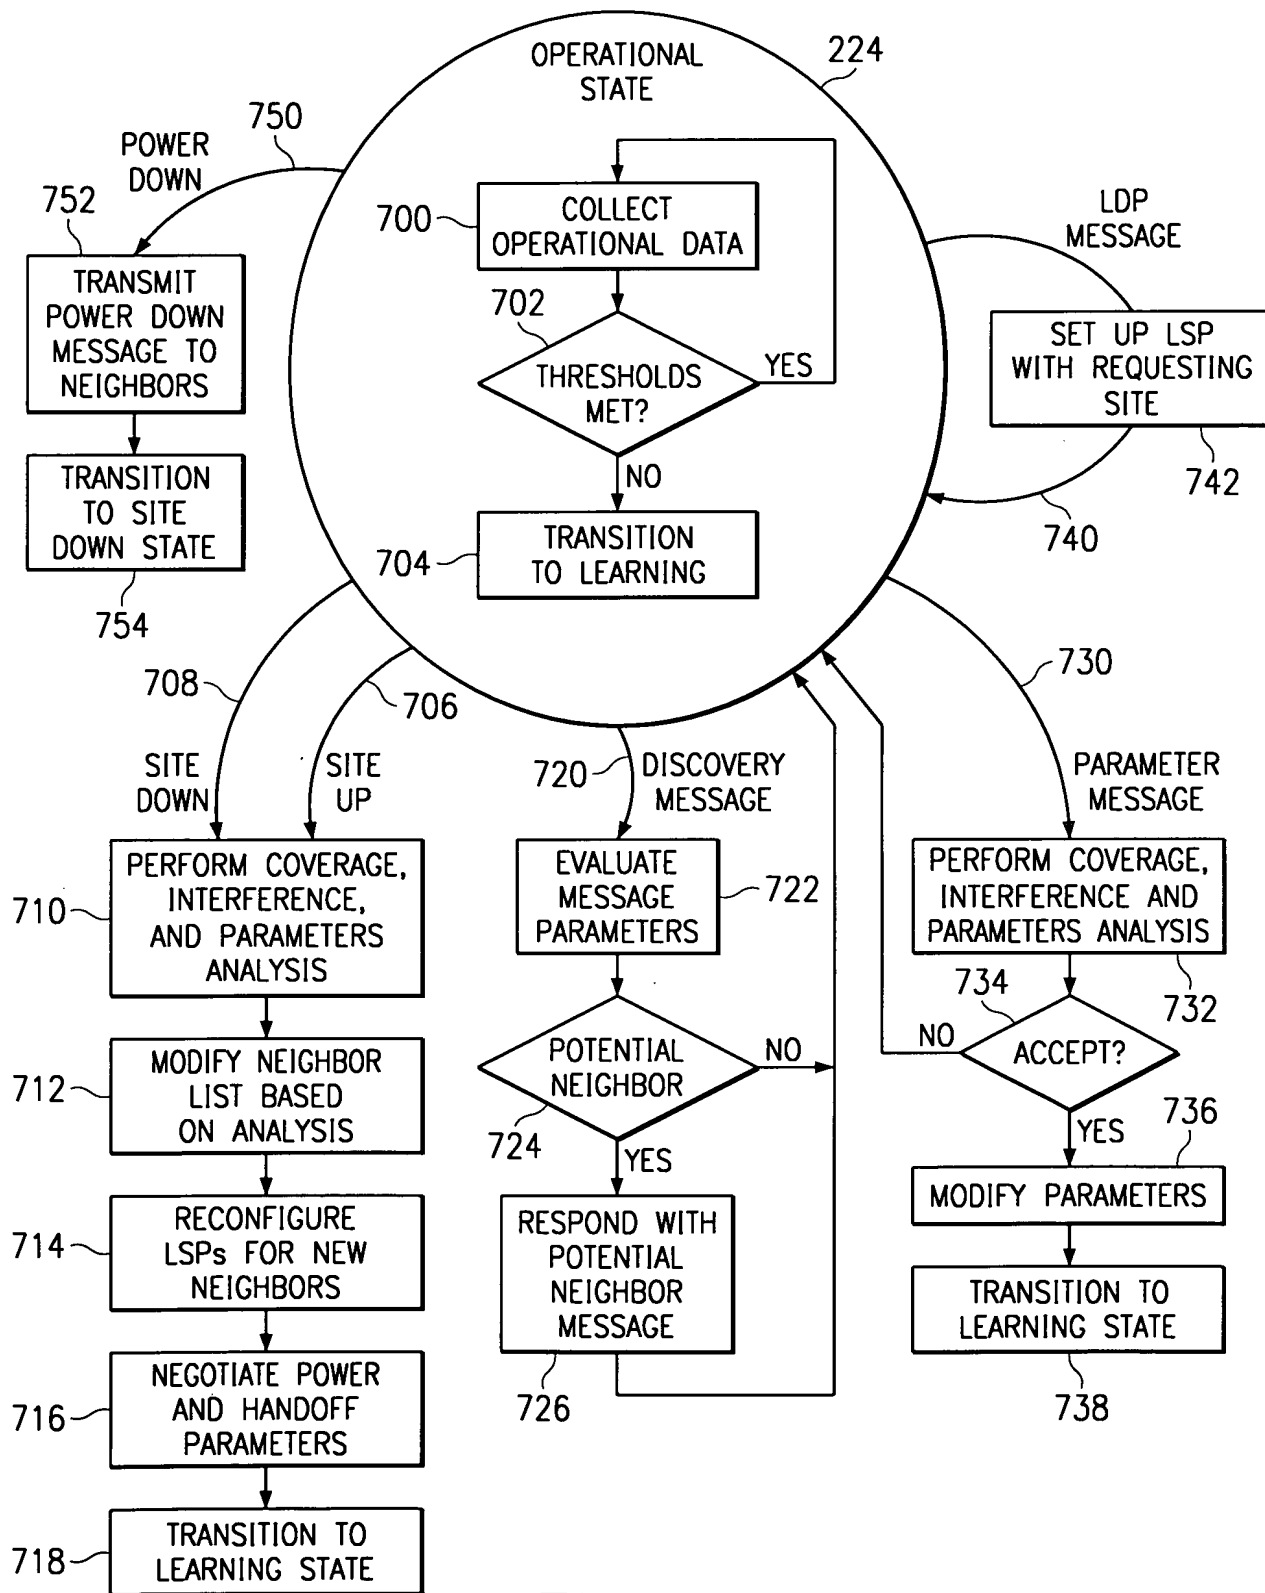 OPERATIONAL
STATE
224
750
POWER
DOWN
752
TRANSMIT
POWER DOWN
MESSAGE TO
NEIGHBORS
TRANSITION
TO SITE
DOWN STATE
754
700
COLLECT
OPERATIONAL DATA
702
THRESHOLDS
MET?
YES
NO
704
TRANSITION
TO LEARNING
LDP
MESSAGE
SET UP LSP
WITH REQUESTING
SITE
742
740
708
706
SITE
DOWN
SITE
UP
710
PERFORM COVERAGE,
INTERFERENCE,
AND PARAMETERS
ANALYSIS
712
MODIFY NEIGHBOR
LIST BASED
ON ANALYSIS
714
RECONFIGURE
LSPs FOR NEW
NEIGHBORS
716
NEGOTIATE POWER
AND HANDOFF
PARAMETERS
718
TRANSITION TO
LEARNING STATE
720
DISCOVERY
MESSAGE
EVALUATE
MESSAGE
PARAMETERS
722
POTENTIAL
NEIGHBOR
NO
724
YES
RESPOND WITH
POTENTIAL
NEIGHBOR
MESSAGE
726
730
PARAMETER
MESSAGE
PERFORM COVERAGE,
INTERFERENCE AND
PARAMETERS ANALYSIS
732
734
NO
ACCEPT?
YES
736
MODIFY PARAMETERS
TRANSITION TO
LEARNING STATE
738